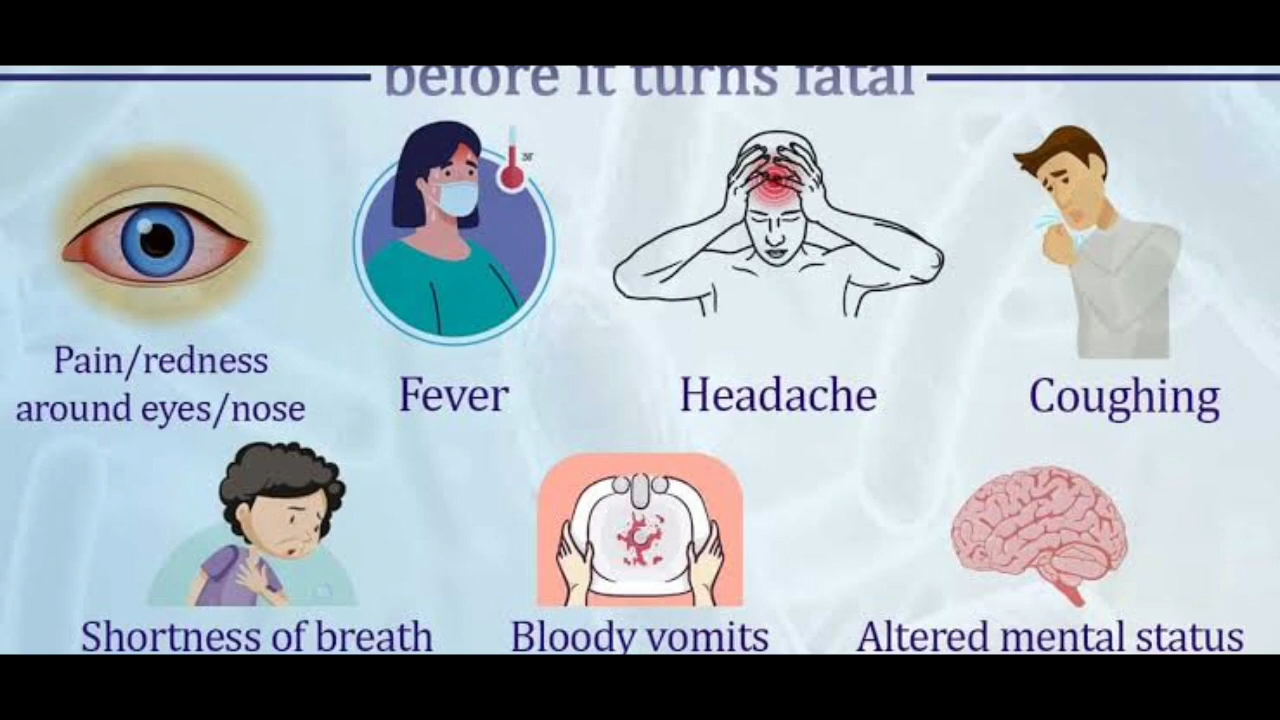 before it turns fatal
Pain/redness
around eyes/nose
Fever
Headache
Coughing
Shortness of breath
Bloody vomits
Altered mental status